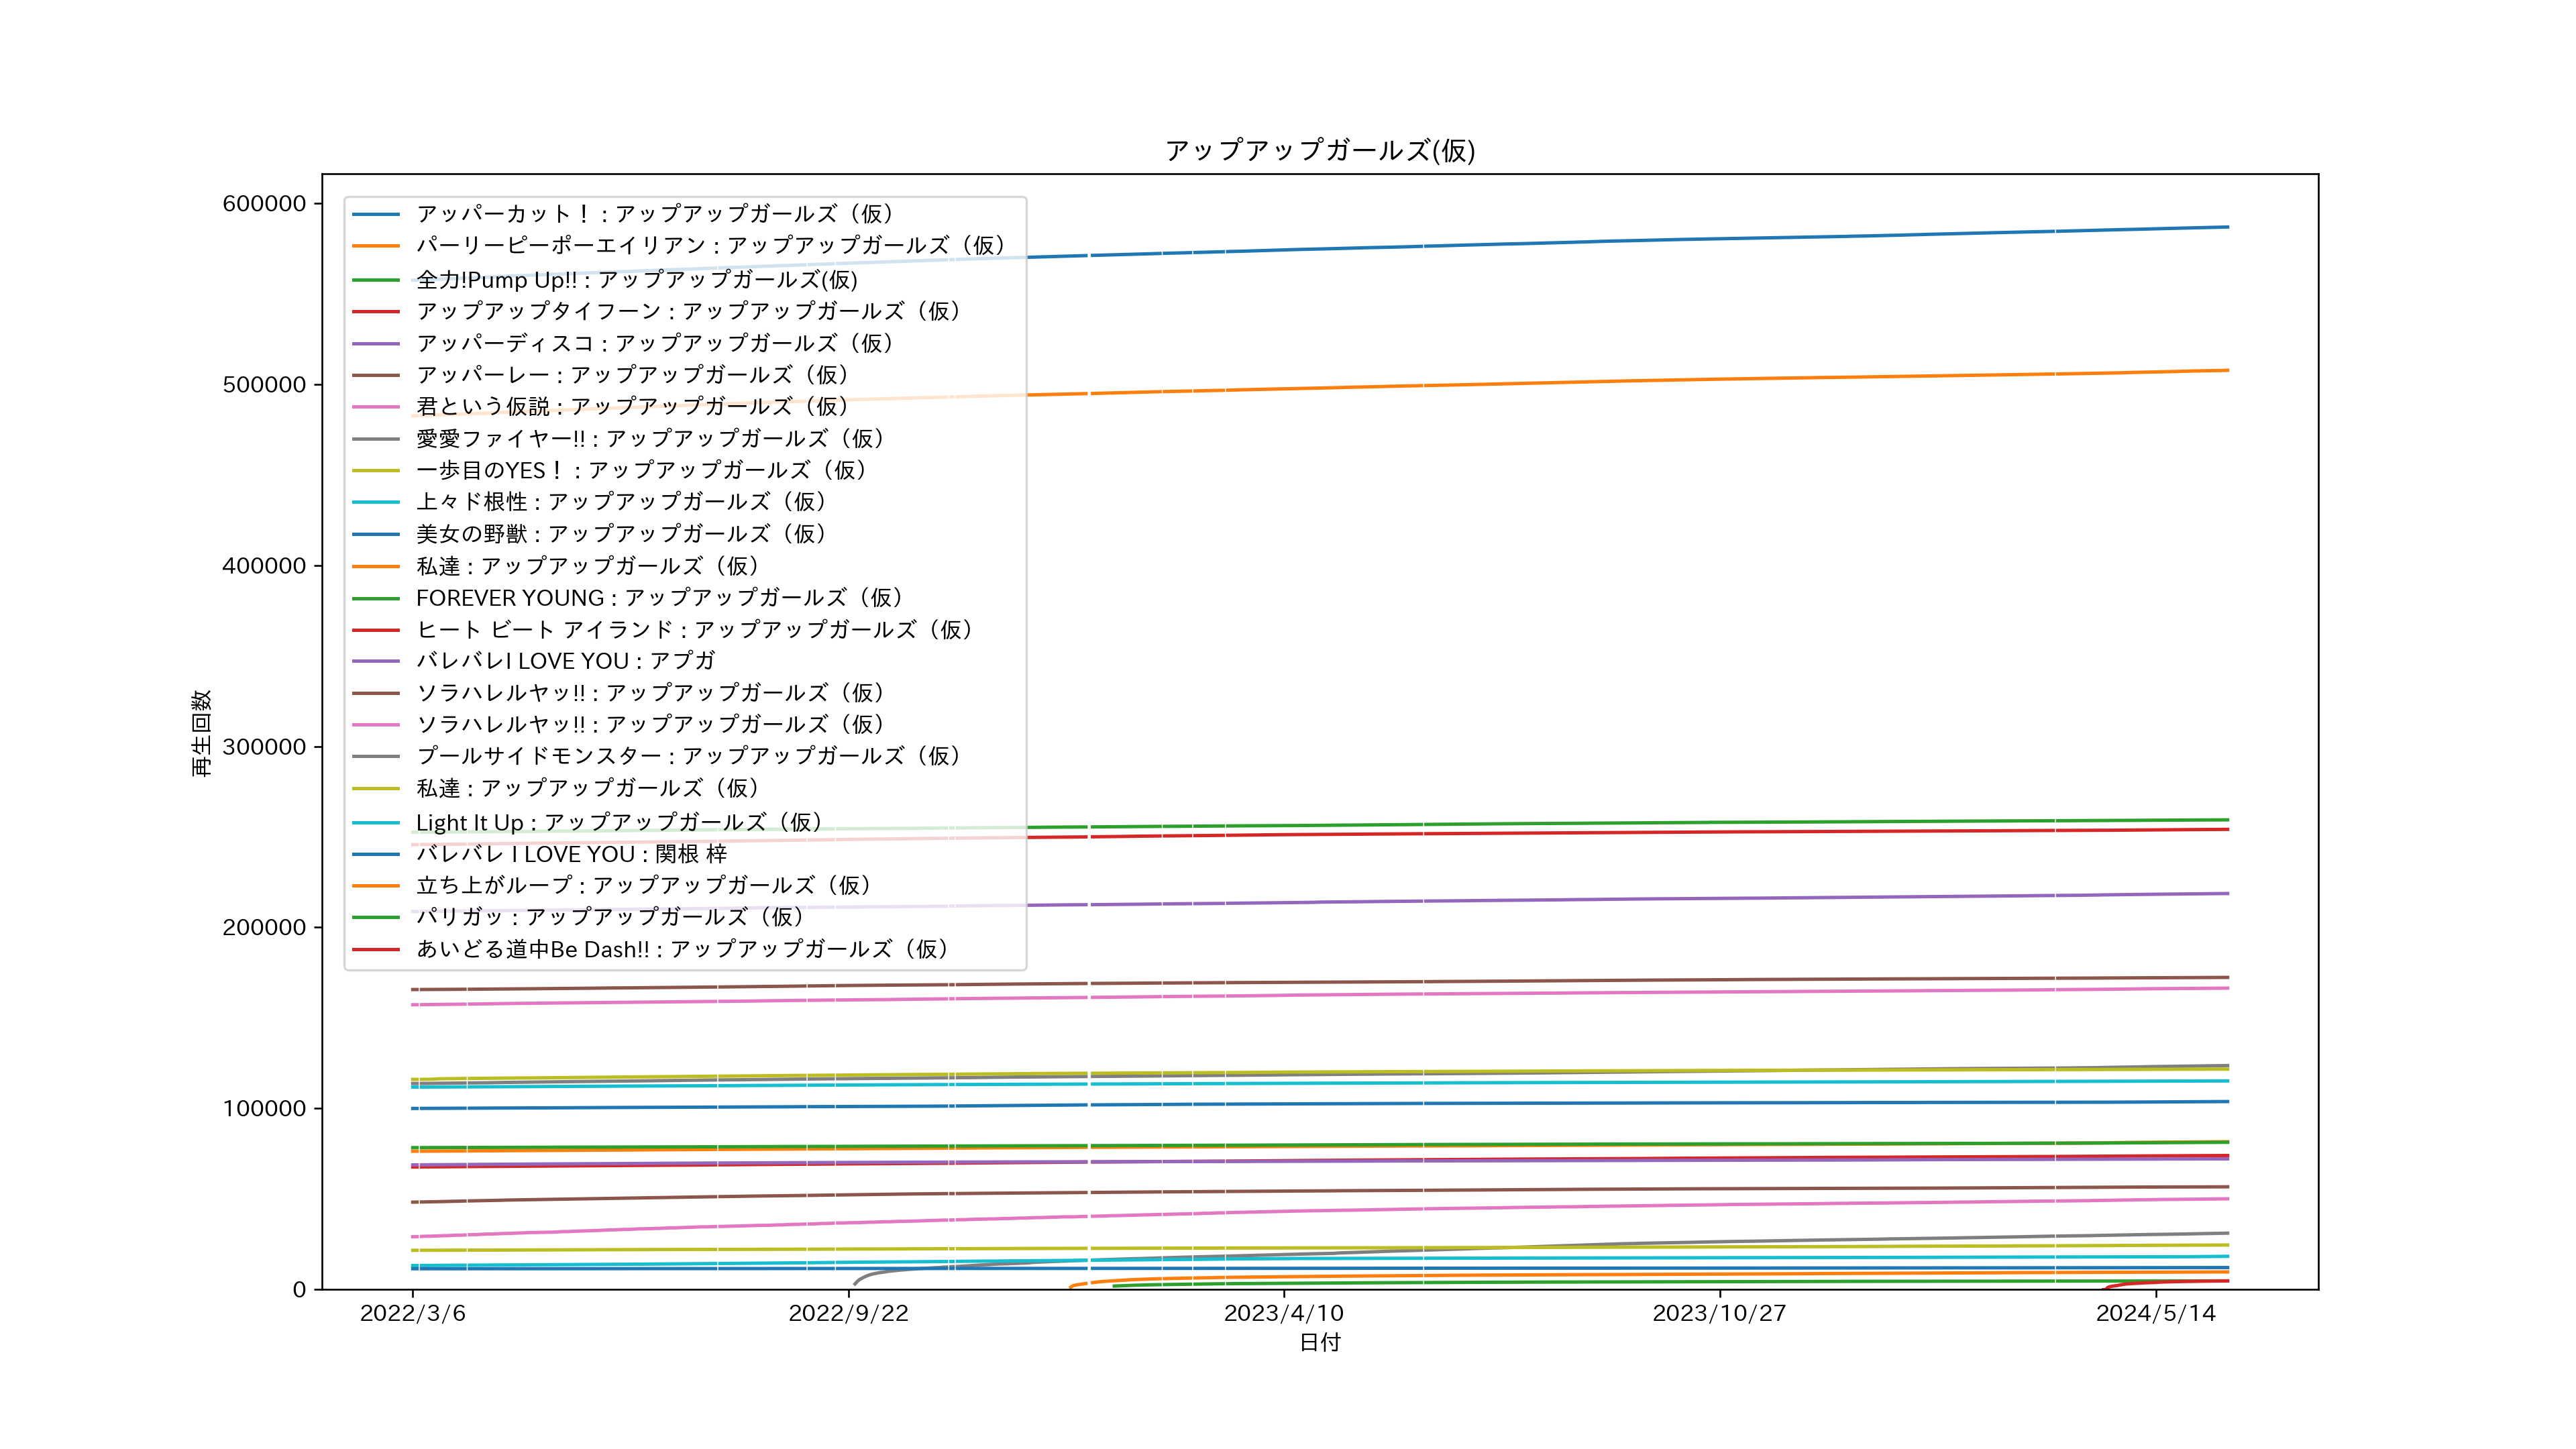 アップアップガールズ(仮)
600000
500000
400000
300000
200000
100000
0
再生回数
アッパーカット！ : アップアップガールズ（仮）
パーリーピーポーエイリアン : アップアップガールズ（仮）
全力!Pump Up!! : アップアップガールズ(仮)
アップアップタイフーン : アップアップガールズ（仮）
アッパーディスコ : アップアップガールズ（仮）
アッパーレー : アップアップガールズ（仮）
君という仮説 : アップアップガールズ（仮）
愛愛ファイヤー!! : アップアップガールズ（仮）
一歩目のYES！ : アップアップガールズ（仮）
上々ド根性 : アップアップガールズ（仮）
美女の野獣 : アップアップガールズ（仮）
私達 : アップアップガールズ（仮）
FOREVER YOUNG : アップアップガールズ（仮）
ヒート ビート アイランド : アップアップガールズ（仮）
バレバレI LOVE YOU : アプガ
ソラハレルヤッ!! : アップアップガールズ（仮）
ソラハレルヤッ!! : アップアップガールズ（仮）
プールサイドモンスター : アップアップガールズ（仮）
私達 : アップアップガールズ（仮）
Light It Up : アップアップガールズ（仮）
バレバレ I LOVE YOU : 関根 梓
立ち上がループ : アップアップガールズ（仮）
パリガッ : アップアップガールズ（仮）
あいどる道中Be Dash!! : アップアップガールズ（仮）
2022/3/6
2022/9/22
2023/4/10
2023/10/27
2024/5/14
日付